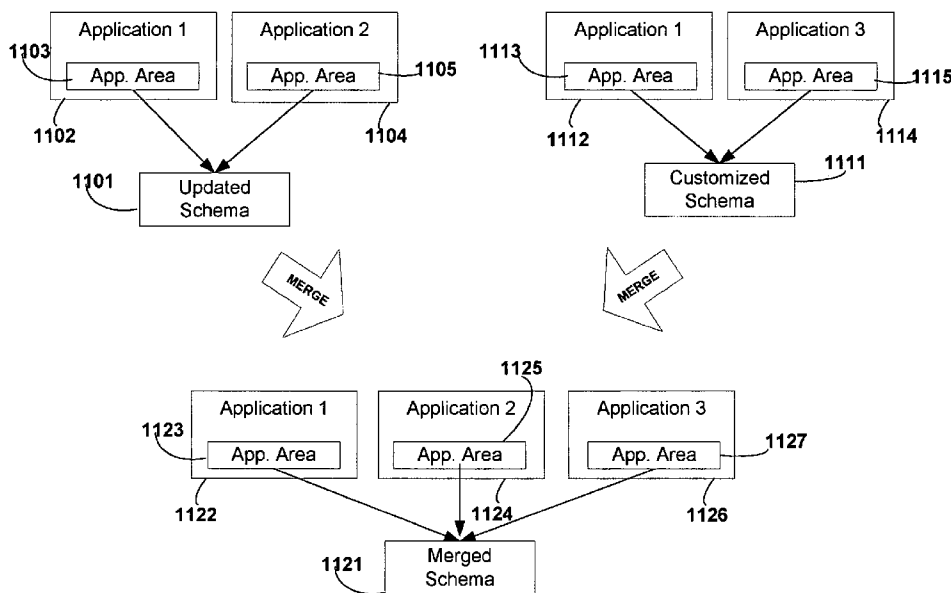 Application 1
Application 2
1103
App. Area
App. Area
1105
1102
1104
1101
Updated
Schema
Application 1
Application 3
1113
App. Area
App. Area
1115
1112
1114
1111
Customized
Schema
MERGE
MERGE
1125
Application 1
Application 2
Application 3
1123
App. Area
App. Area
App. Area
1127
1122
1124
1126
1121
Merged
Schema